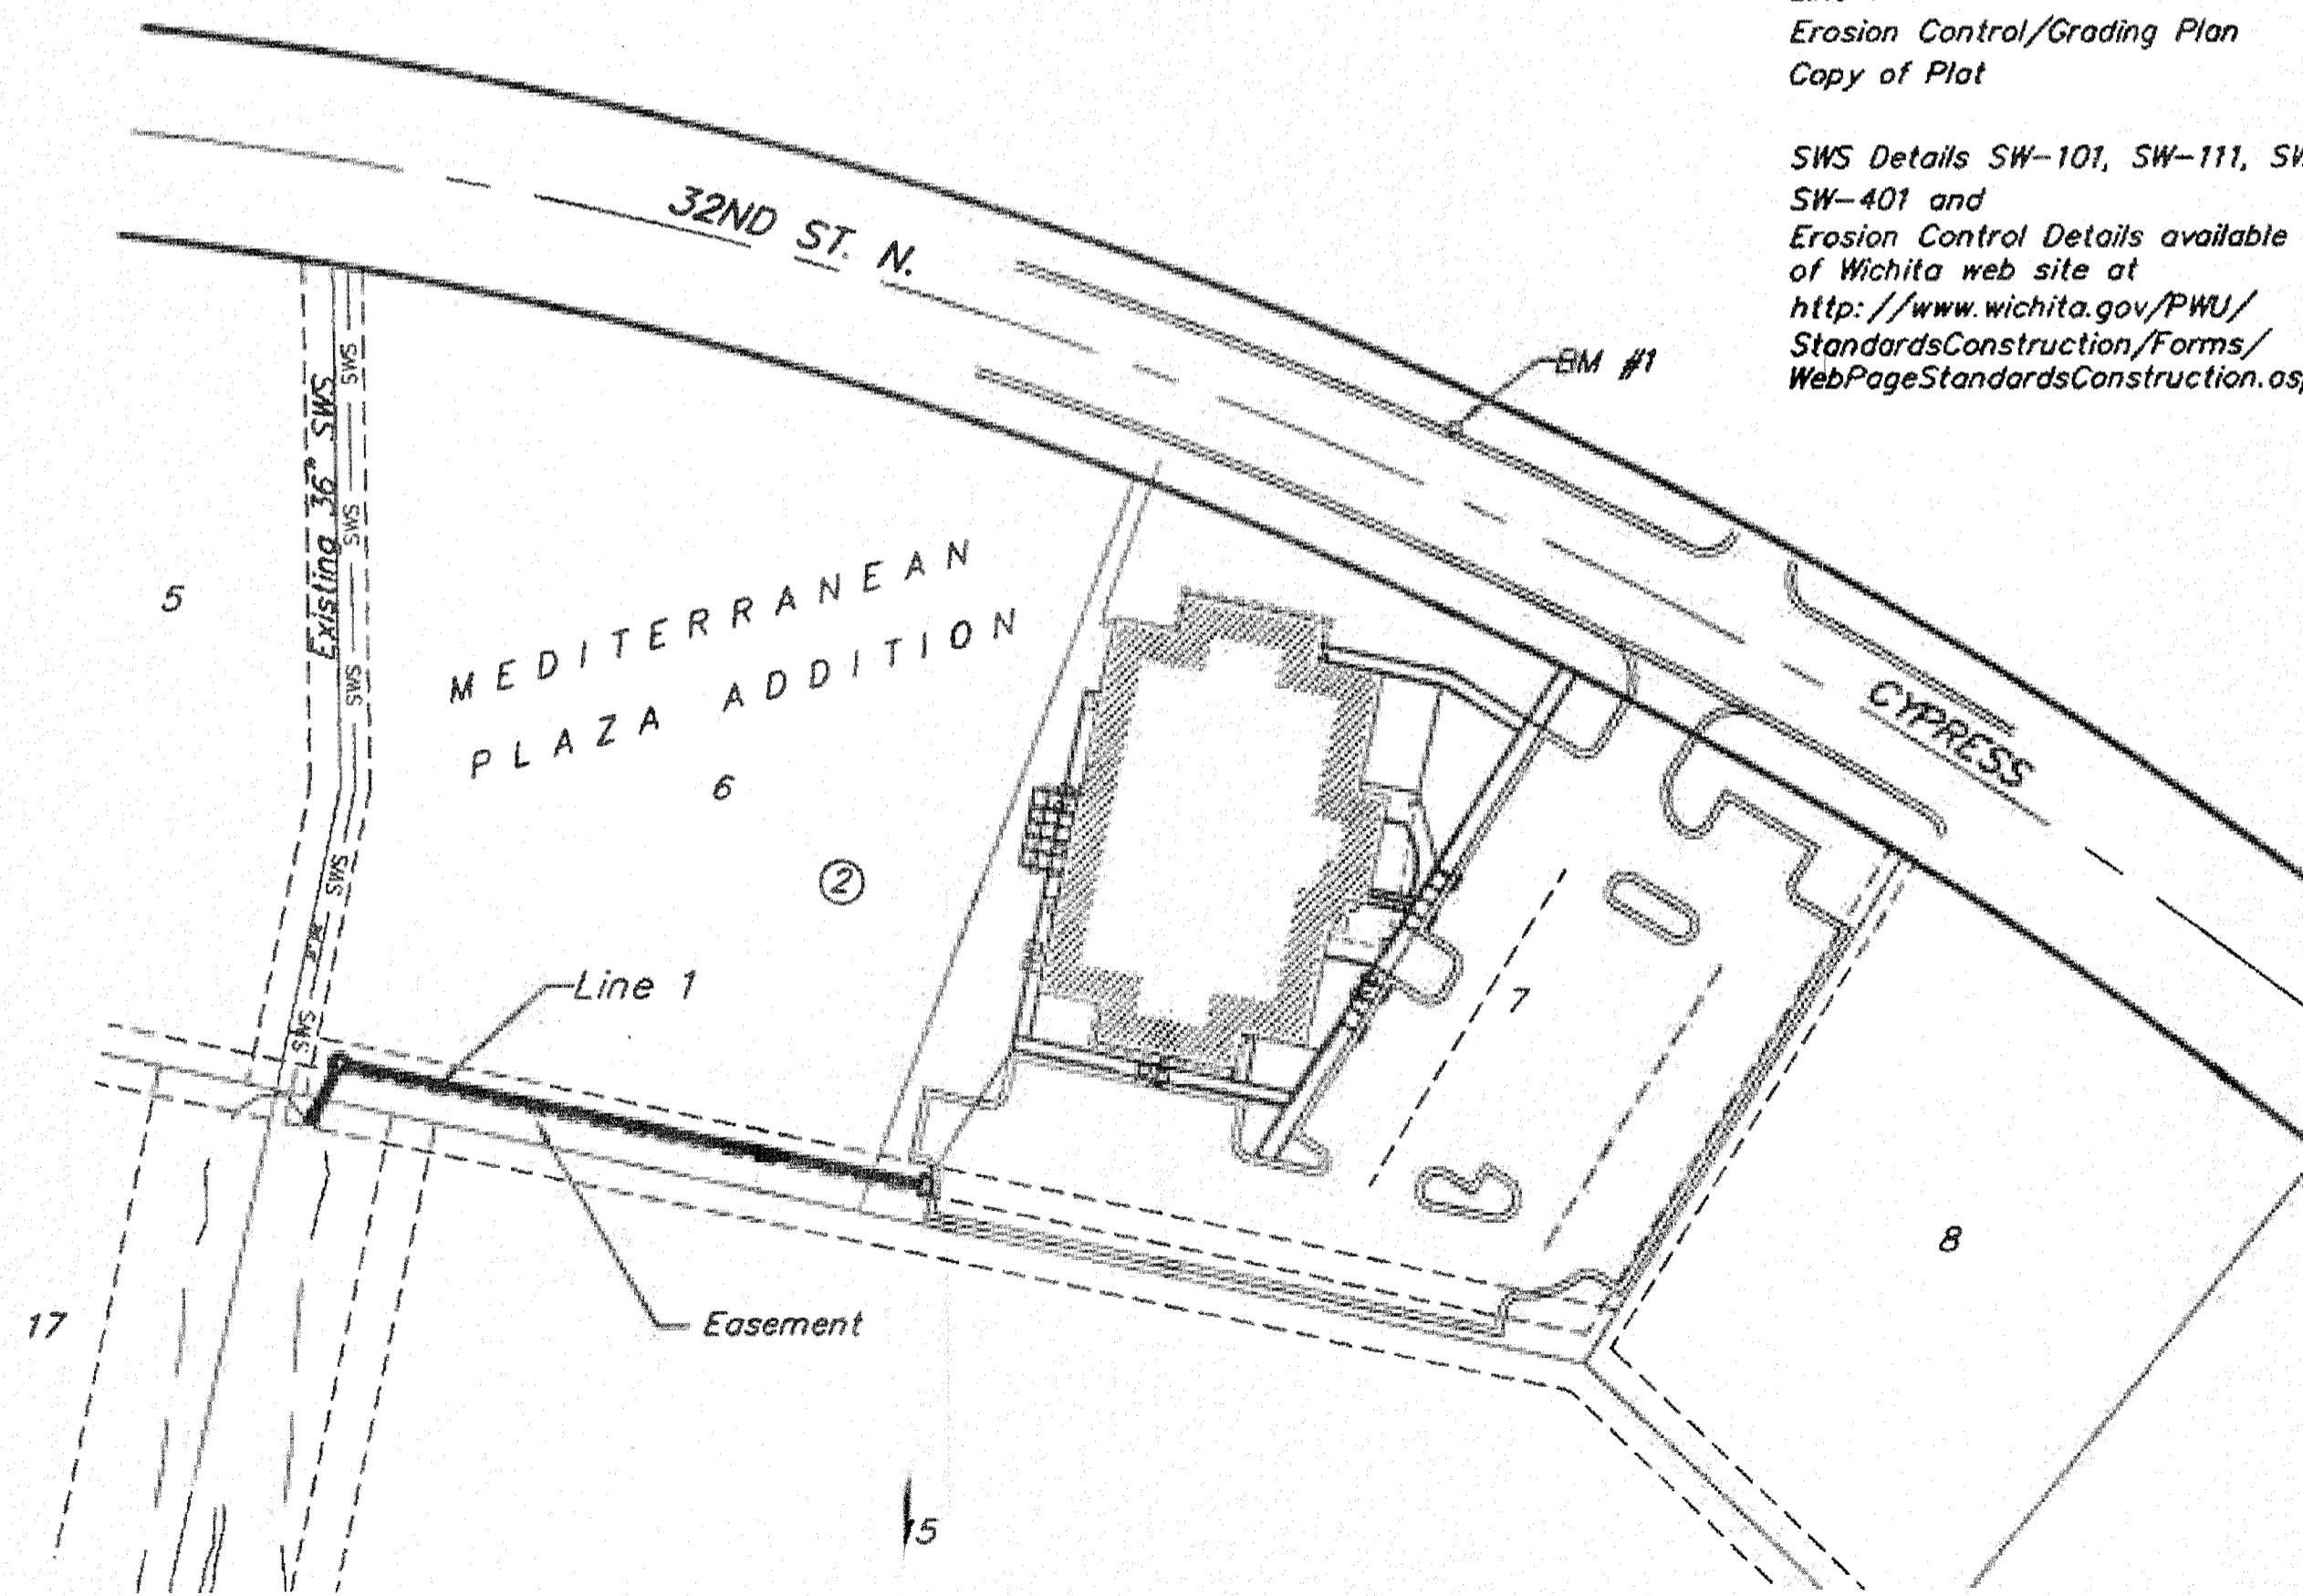 Erosion Control/Grading Plan
Copy of Plat
SWS Details SW-101, SW-111,
SW-401 and
Erosion Control Details available
of Wichita web site at
http://www.wichita.gov/PWU/
StandardsConstruction/Forms/
WebPageStandardsConstruction.asp
32ND ST. N.
BM #1
CYPRESS
Existing 36" SWS
SWS
SWS
SWS
SWS
SWS
5
MEDITERRANEAN
PLAZA ADDITION
6
2
Line 1
7
8
Easement
17